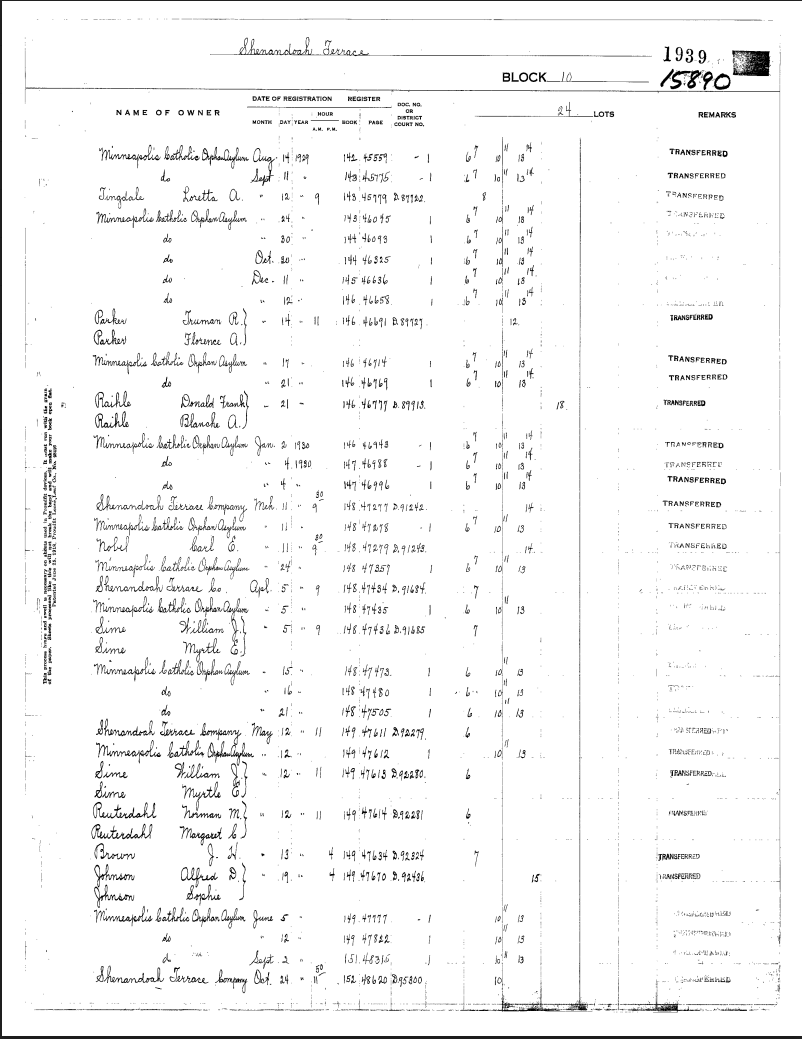 Shenandoah Terrace
1939
BLOCK 10
15890
24 LOTS
NAME OF OWNER DATE OF REGISTRATION REGISTER DOC. NO. OR DISTRICT COURT NO. REMARKS
MONTH DAY YEAR HOUR A.M. P.M. BOOK PAGE
Minneapolis Catholic Orphan Asylum Aug. 14 1929 142 45559 - 1 6 7 10 11 13 14 TRANSFERRED
do Sept 11 " 143 45775 - 1 6 7 10 11 13 14 TRANSFERRED
Tingdale Loretta A. " 12 " 9 143 45779 D.87722 8 TRANSFERRED
Minneapolis Catholic Orphan Asylum " 24 " 143 46045 1 6 7 10 11 13 14 TRANSFERRED
do " 30 144 46093 1 6 7 10 11 13 14
do Oct. 30 " 144 46325 1 6 7 10 11 13 14
do Dec. 11 " 145 46636 1 6 7 10 11 13 14
do " 12 " 146 46658 1 6 7 10 11 13 14 TRANSFERRED
Parker Truman R.} " 14 - 11 146 46691 D.89727 12 TRANSFERRED
Parker Florence A.}
Minneapolis Catholic Orphan Asylum " 17 " 146 46714 1 6 7 10 11 13 14 TRANSFERRED
do " 21 " 146 46769 1 6 7 10 11 13 14 TRANSFERRED
Raihle Donald Frank} - 21 " 146 46777 D.89913 18 TRANSFERRED
Raihle Blanche A.}
Minneapolis Catholic Orphan Asylum Jan. 2 1930 146 46943 - 1 6 7 10 11 13 14 TRANSFERRED
do " 4 1930 147 46988 - 1 6 7 10 11 13 14 TRANSFERRED
do " 4 " 147 46996 1 6 7 10 11 13 14 TRANSFERRED
Shenandoah Terrace Company Mch. 11 " 9 30 148 47277 D.91242 14 TRANSFERRED
Minneapolis Catholic Orphan Asylum " 11 " 148 47278 - 1 6 7 10 11 13 TRANSFERRED
Nobel Carl E. " 11 " 9 30 148 47279 D.91243 14 TRANSFERRED
Minneapolis Catholic Orphan Asylum " 24 148 47357 1 6 7 10 11 13 TRANSFERRED
Shenandoah Terrace Co Apl. 5 " 9 148 47434 D.91684 7
Minneapolis Catholic Orphan Asylum " 5 " 148 47435 1 6 10 11 13
Sime William J.} " 5 " 9 148 47436 D.91685 7
Sime Myrtle E.}
Minneapolis Catholic Orphan Asylum - 15 148 47473 1 6 10 11 13
do " 16 " 148 47480 1 6 10 11 13
do " 21 " 148 47505 1 6 10 11 13
Shenandoah Terrace Company May 12 " 11 149 47611 D.92279 6 TRANSFERRED
Minneapolis Catholic Orphan Asylum " 12 " 149 47612 1 10 11 13 TRANSFERRED
Sime William J.} " 12 " 11 149 47613 D.92280 6 TRANSFERRED
Sime Myrtle E.}
Reuterdahl Norman M.} " 12 " 11 149 47614 D.92281 6 TRANSFERRED
Reuterdahl Margaret C.}
Brown J. H. " 13 " 4 149 47634 D.92324 7 TRANSFERRED
Johnson Alfred D.} " 19 " 4 149 47670 D.92436 15 TRANSFERRED
Johnson Sophie}
Minneapolis Catholic Orphan Asylum June 5 " 149 47777 - 1 10 11 13 TRANSFERRED
do " 12 " 149 47822 1 10 11 13 TRANSFERRED
d Sept. 2 " 151 48315 1 10 11 13 TRANSFERRED
Shenandoah Terrace Company Oct. 24 " 11 50 152 48620 D95300 10 TRANSFERRED